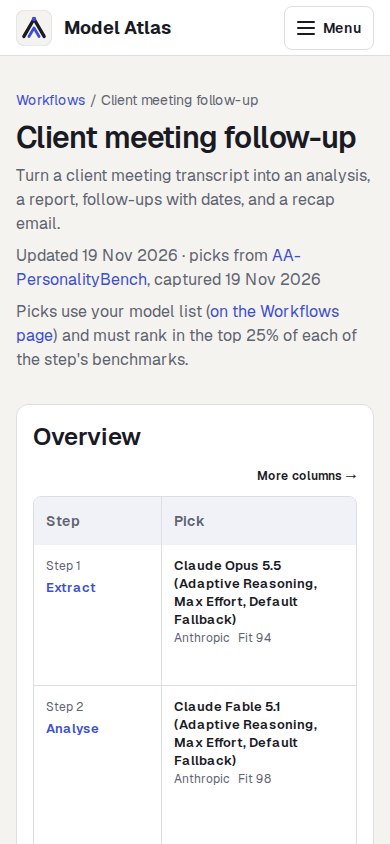 Model Atlas
Menu
Workflows / Client meeting follow-up
Client meeting follow-up
Turn a client meeting transcript into an analysis,
a report, follow-ups with dates, and a recap
email.
Updated 19 Nov 2026 · picks from AA-
PersonalityBench, captured 19 Nov 2026
Picks use your model list (on the Workflows
page) and must rank in the top 25% of each of
the step's benchmarks.
Overview
More columns →
Step
Pick
Step 1
Extract
Claude Opus 5.5
(Adaptive Reasoning,
Max Effort, Default
Fallback)
Anthropic Fit 94
Step 2
Analyse
Claude Fable 5.1
(Adaptive Reasoning,
Max Effort, Default
Fallback)
Anthropic Fit 98